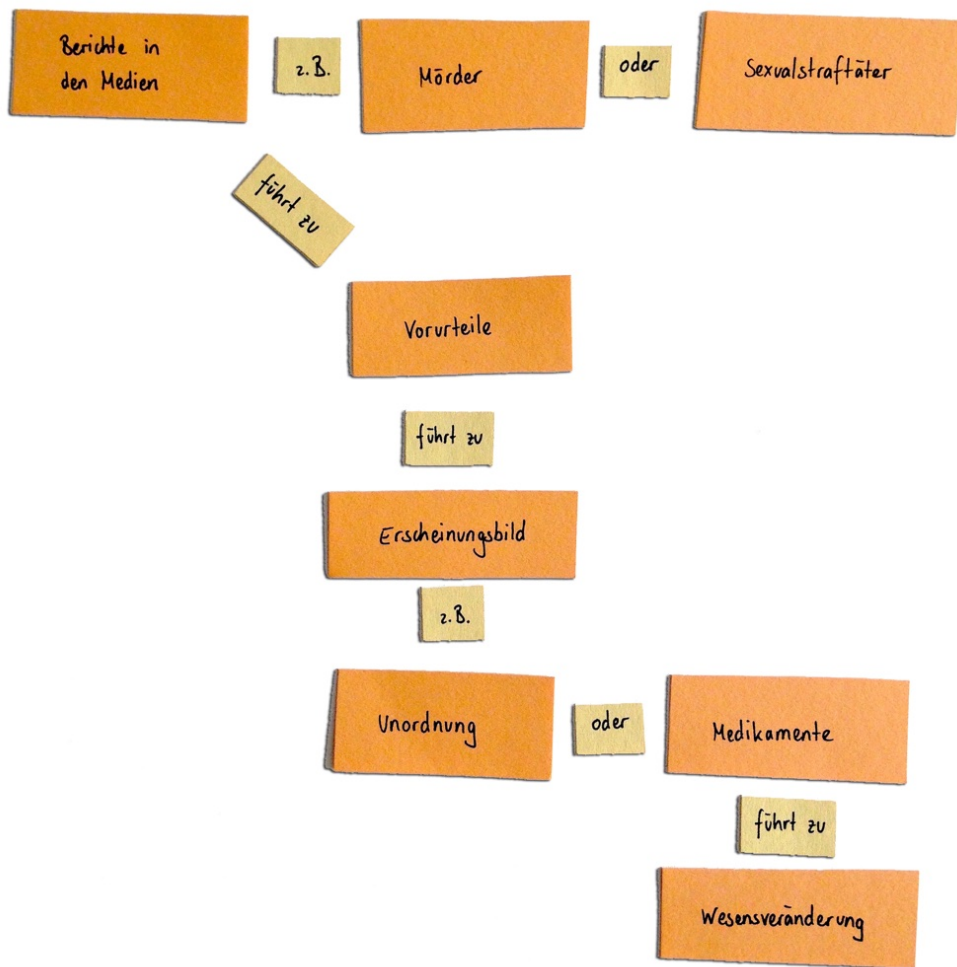 Berichte in
den Medien
z.B.
Mörder
oder
Sexualstraftäter
führt zu
Vorurteile
führt zu
Erscheinungsbild
z.B.
Unordnung
oder
Medikamente
führt zu
Wesensveränderung